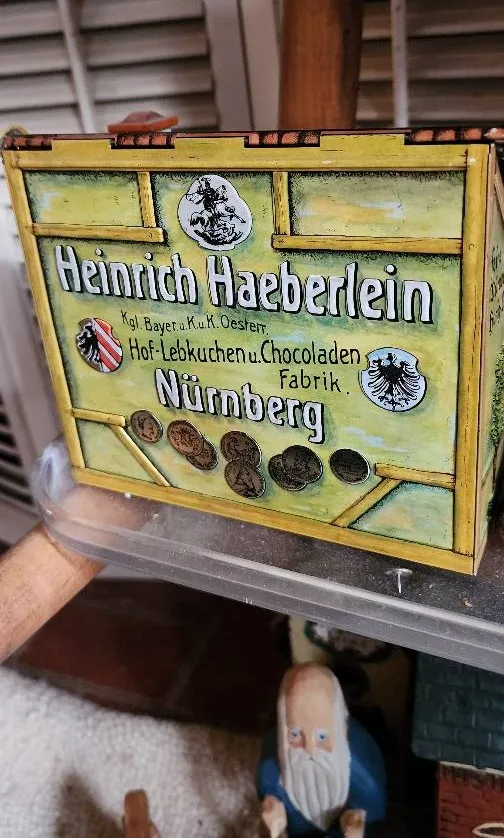 Heinrich Haeberlein
Kgl. Bayer. u. K. u. K. Oesterr.
Hof-Lebkuchen u. Chocoladen
Fabrik.
Nürnberg